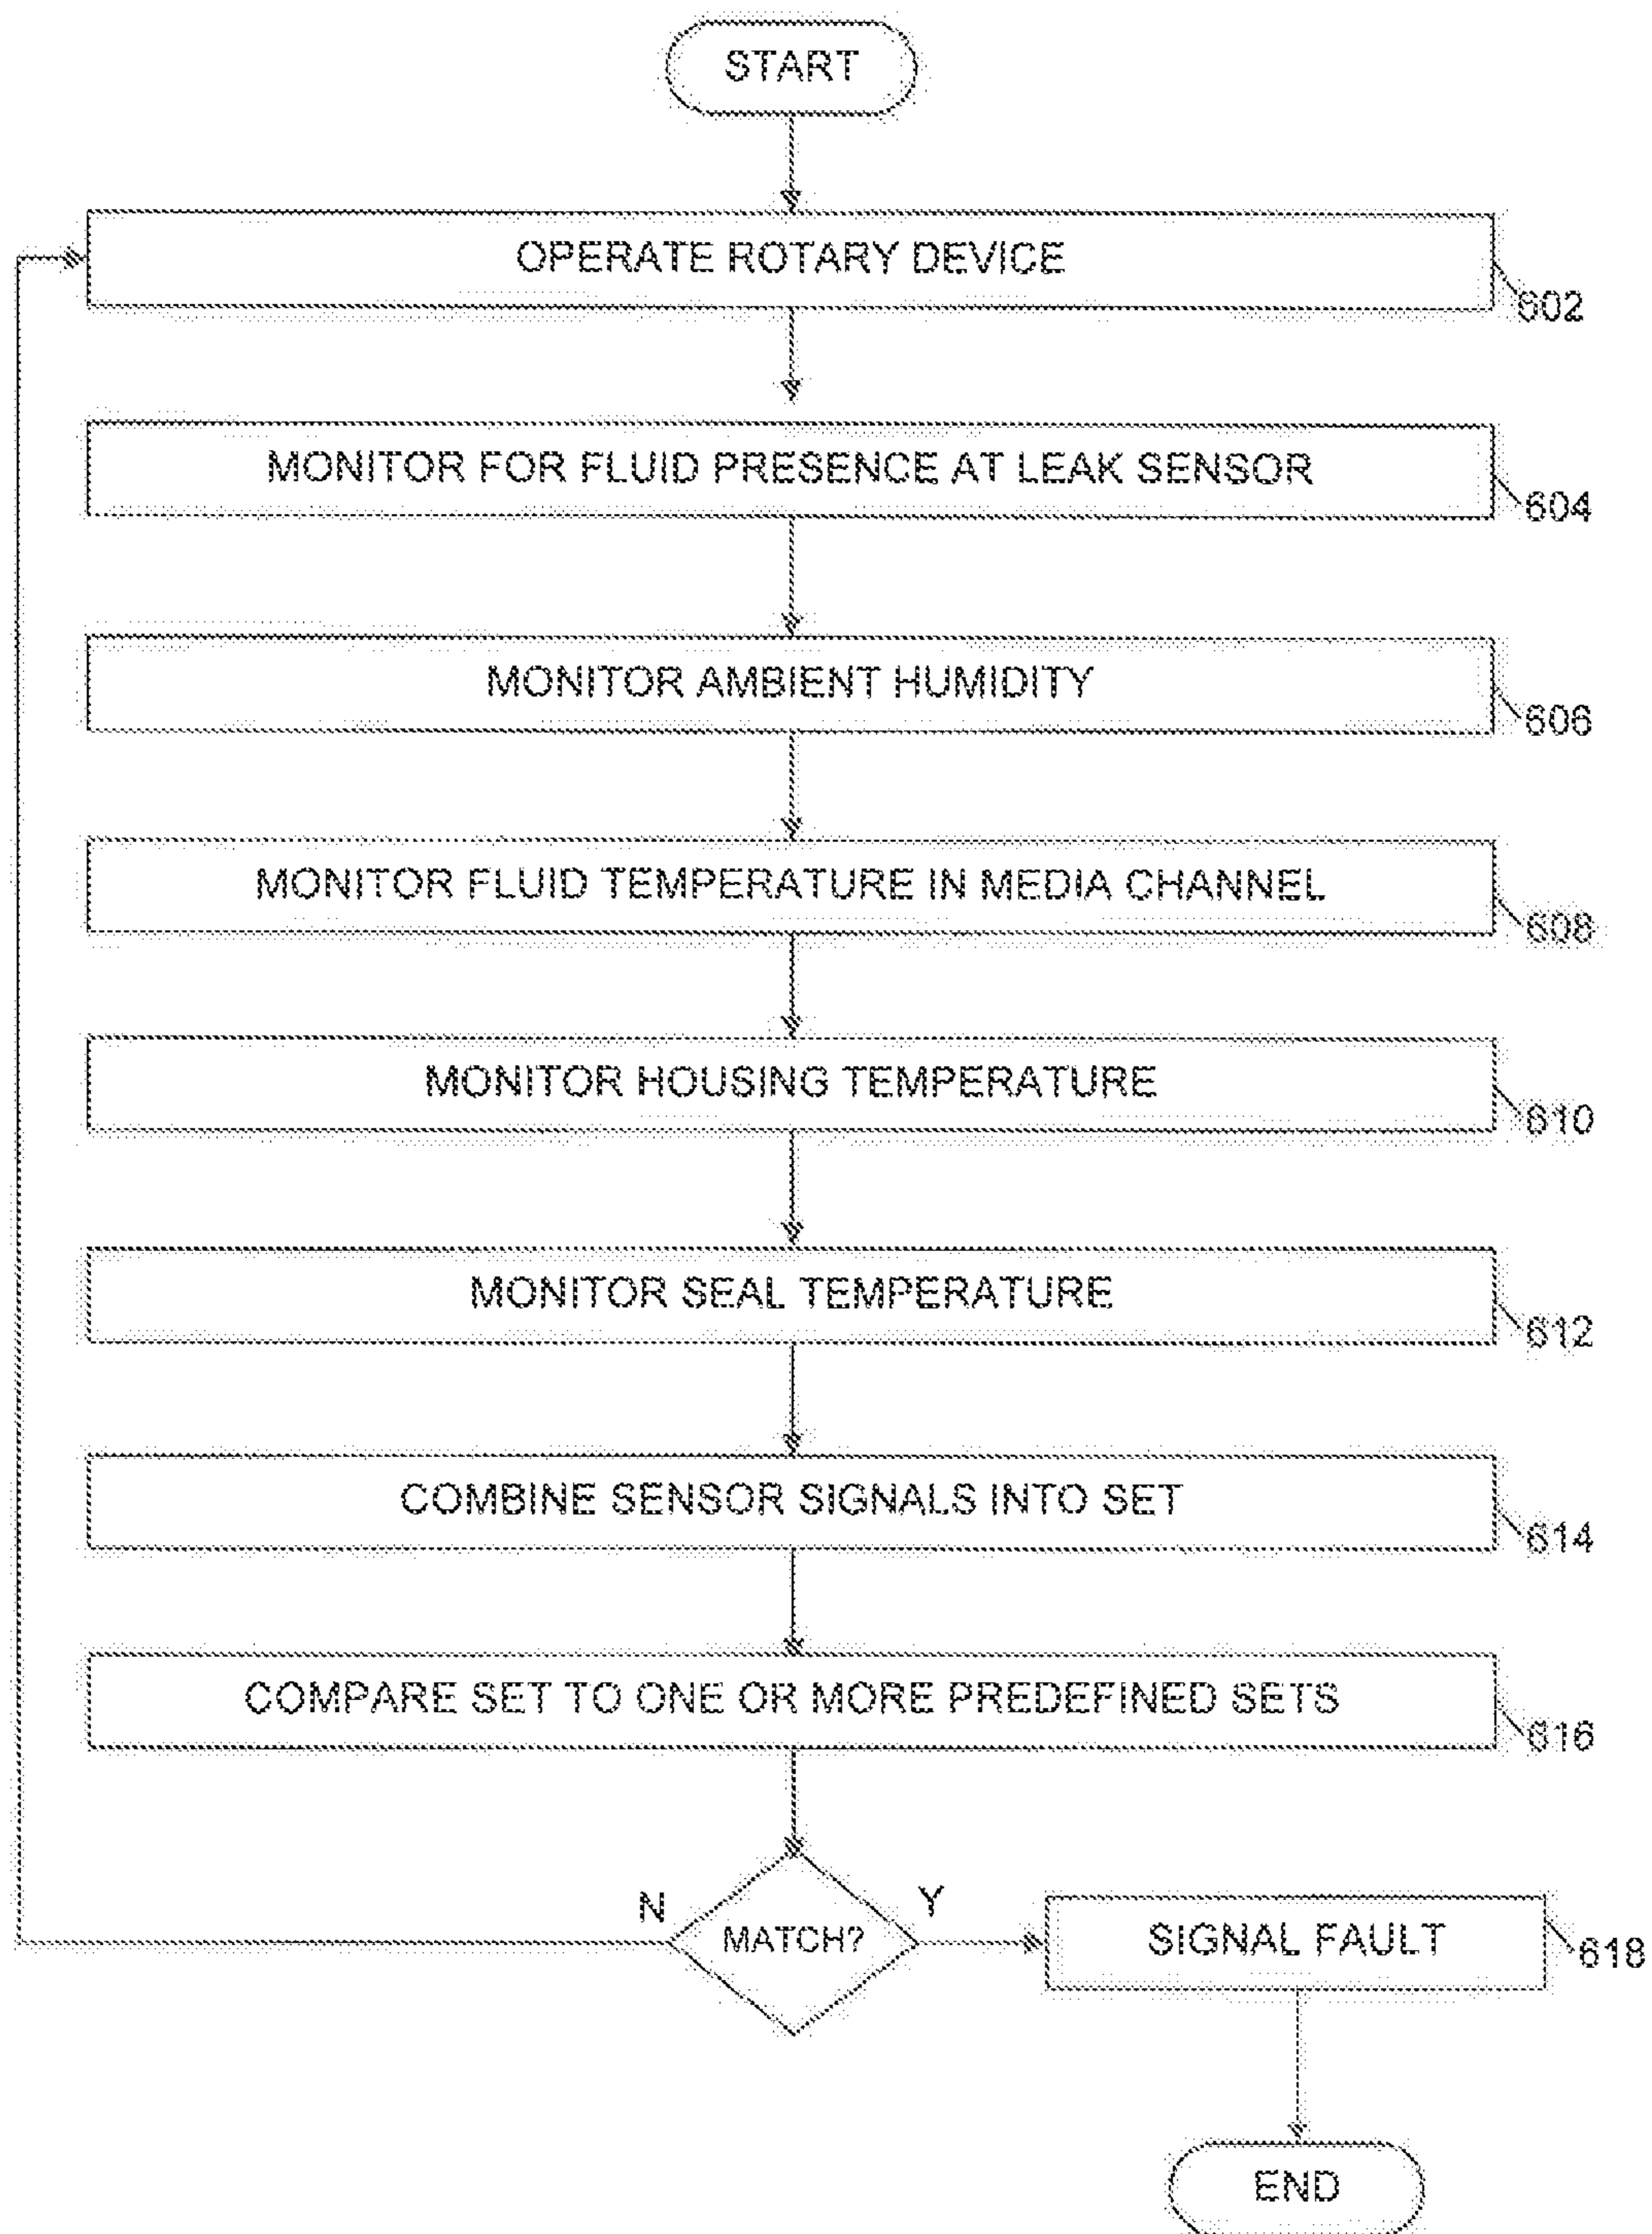 START
OPERATE ROTARY DEVICE
602
MONITOR FOR FLUID PRESENCE AT LEAK SENSOR
604
MONITOR AMBIENT HUMIDITY
606
MONITOR FLUID TEMPERATURE IN MEDIA CHANNEL
608
MONITOR HOUSING TEMPERATURE
610
MONITOR SEAL TEMPERATURE
612
COMBINE SENSOR SIGNALS INTO SET
614
COMPARE SET TO ONE OR MORE PREDEFINED SETS
616
N
MATCH?
Y
SIGNAL FAULT
618
END